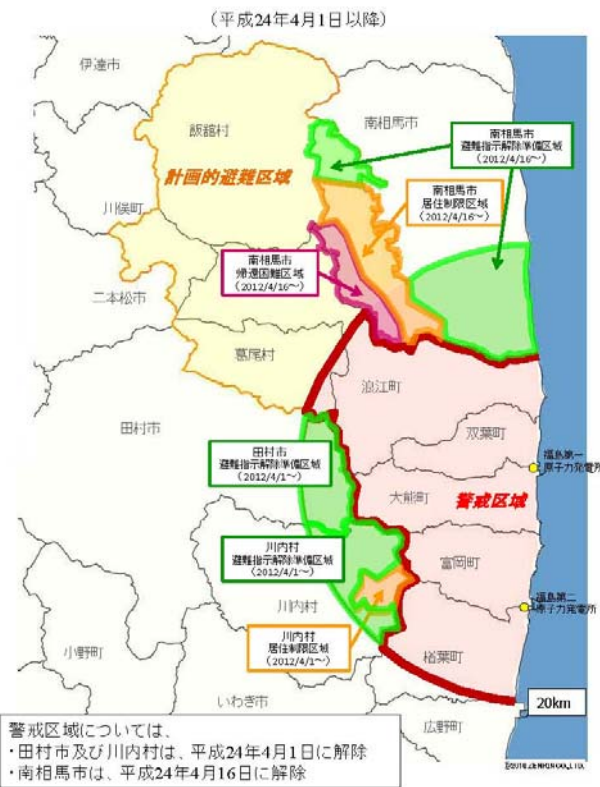 （平成24年4月1日以降）
伊達市
飯舘村
南相馬市
南相馬市
避難指示解除準備区域
（2012/4/16～）
計画的避難区域
南相馬市
居住制限区域
（2012/4/16～）
川俣町
南相馬市
帰還困難区域
（2012/4/16～）
二本松市
葛尾村
浪江町
田村市
双葉町
田村市
避難指示解除準備区域
（2012/4/1～）
福島第一
原子力発電所
大熊町
警戒区域
川内村
避難指示解除準備区域
（2012/4/1～）
富岡町
川内村
福島第二
原子力発電所
川内村
居住制限区域
（2012/4/1～）
小野町
楢葉町
いわき市
20km
広野町
警戒区域については、
・田村市及び川内村は、平成24年4月1日に解除
・南相馬市は、平成24年4月16日に解除